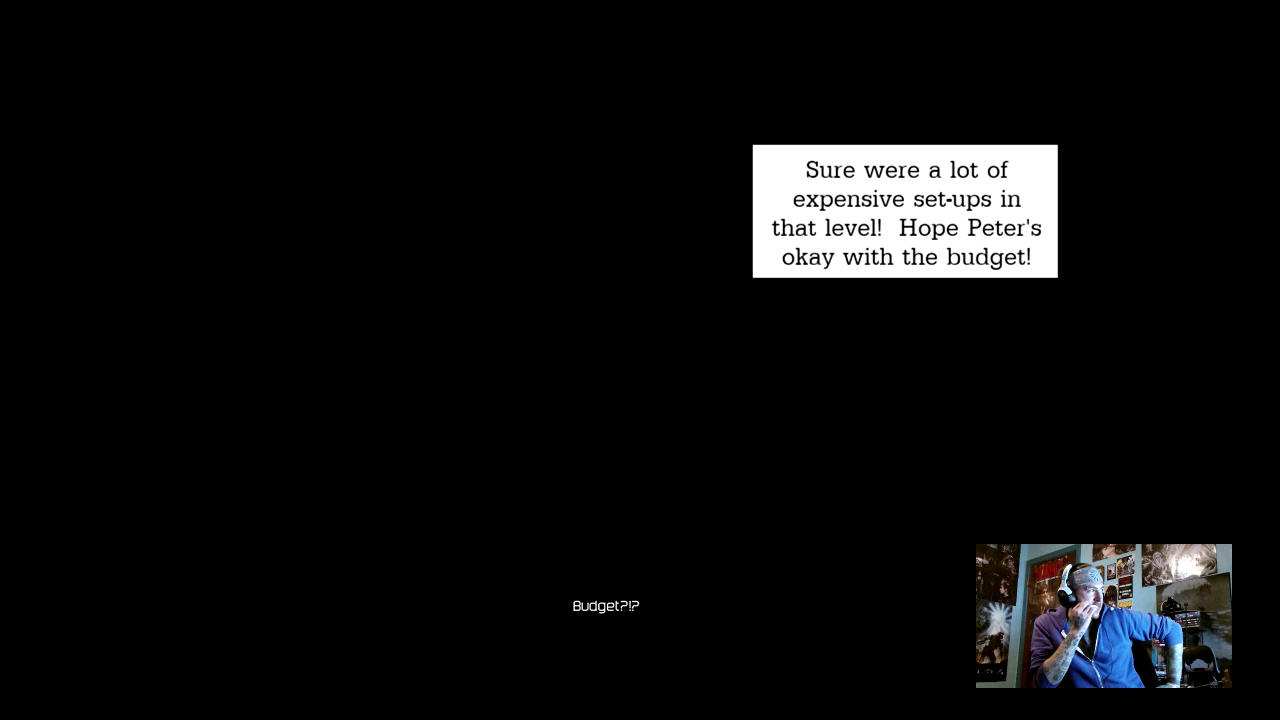 Sure were a lot of
expensive set-ups in
that level!  Hope Peter's
okay with the budget!
Budget?!?